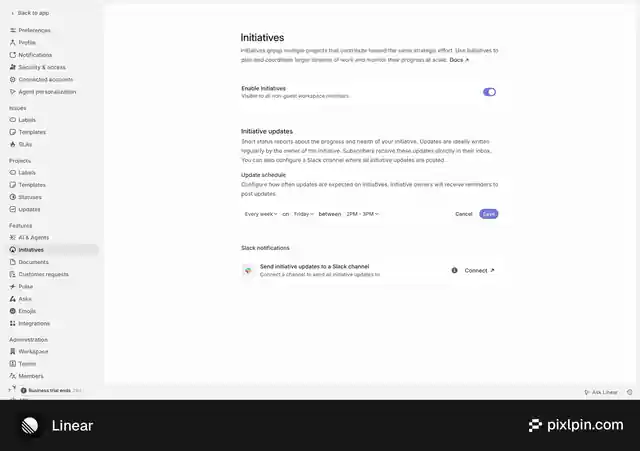 Back to app
Preferences
Profile
Notifications
Security & access
Connected accounts
Agent personalization
Issues
Labels
Templates
SLAs
Projects
Labels
Templates
Statuses
Updates
Features
AI & Agents
Initiatives
Documents
Customer requests
Pulse
Asks
Emojis
Integrations
Administration
Workspace
Teams
Members
Business trial ends
Initiatives
Initiatives group multiple projects that contribute toward the same strategic effort. Use initiatives to
plan and coordinate larger streams of work and monitor their progress at scale. Docs ↗
Enable Initiatives
Visible to all non-guest workspace members
Initiative updates
Short status reports about the progress and health of your initiative. Updates are ideally written
regularly by the owner of the initiative. Subscribers receive these updates directly in their inbox.
You can also configure a Slack channel where all initiative updates are posted.
Update schedule
Configure how often updates are expected on initiatives. Initiative owners will receive reminders to
post updates.
Every week on Friday between 2PM - 3PM Cancel Save
Slack notifications
Send initiative updates to a Slack channel
Connect a channel to send all initiative updates to
Connect ↗
Ask Linear
Linear
pixlpin.com